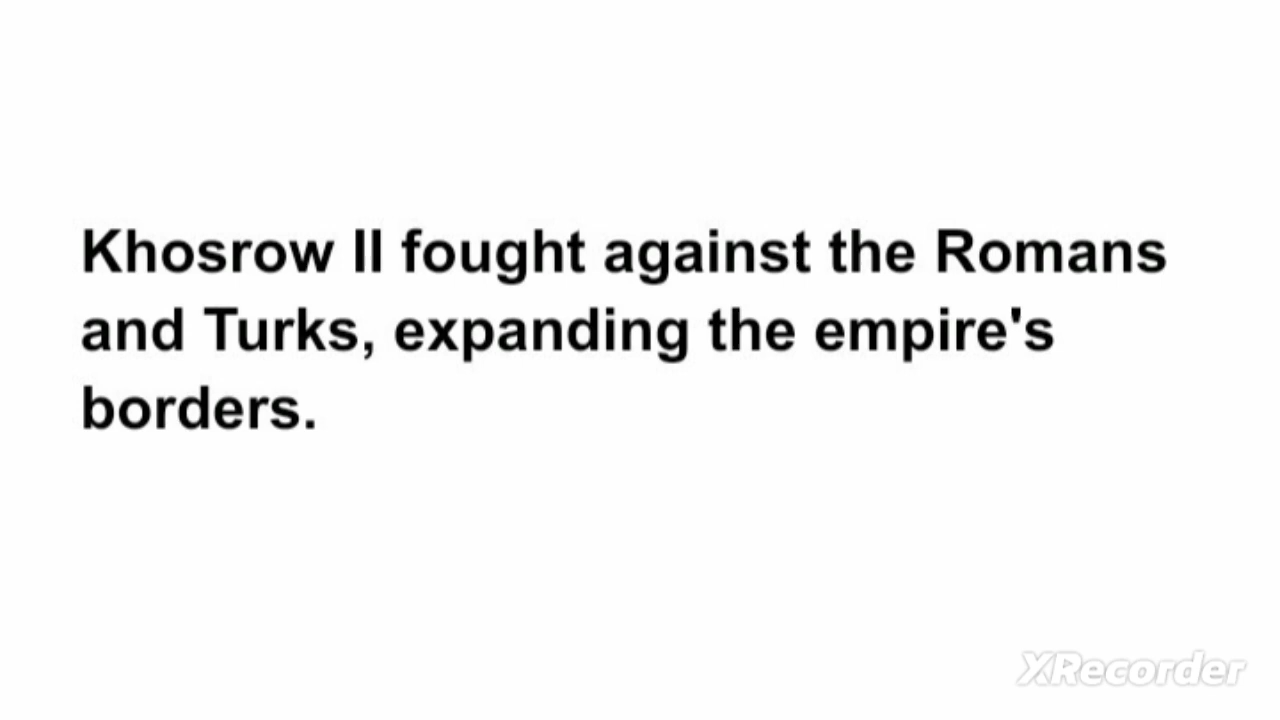 Khosrow II fought against the Romans
and Turks, expanding the empire's
borders.
XRecorder